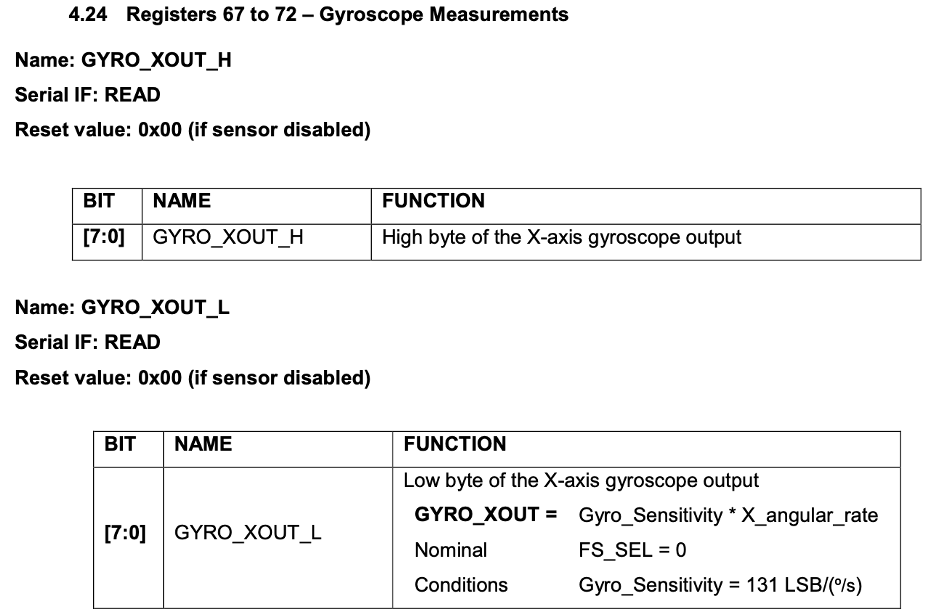 4.24 Registers 67 to 72 – Gyroscope Measurements
Name: GYRO_XOUT_H
Serial IF: READ
Reset value: 0x00 (if sensor disabled)
BIT NAME FUNCTION
[7:0] GYRO_XOUT_H High byte of the X-axis gyroscope output
Name: GYRO_XOUT_L
Serial IF: READ
Reset value: 0x00 (if sensor disabled)
BIT NAME FUNCTION
Low byte of the X-axis gyroscope output
GYRO_XOUT = Gyro_Sensitivity * X_angular_rate
[7:0] GYRO_XOUT_L
Nominal FS_SEL = 0
Conditions Gyro_Sensitivity = 131 LSB/(º/s)